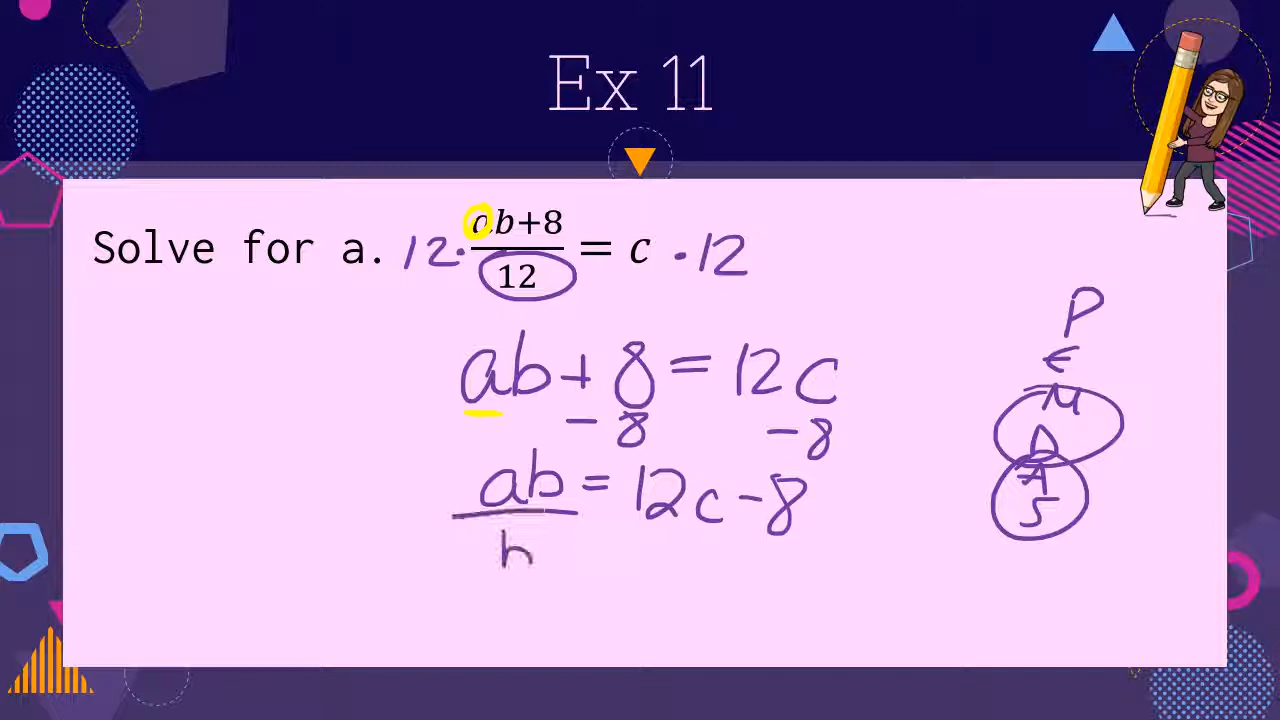 Ex 11
Solve for a. 12 · ab+8/12 = c · 12
ab + 8 = 12c
- 8 - 8
ab = 12c - 8
P
E
M
D
A
S